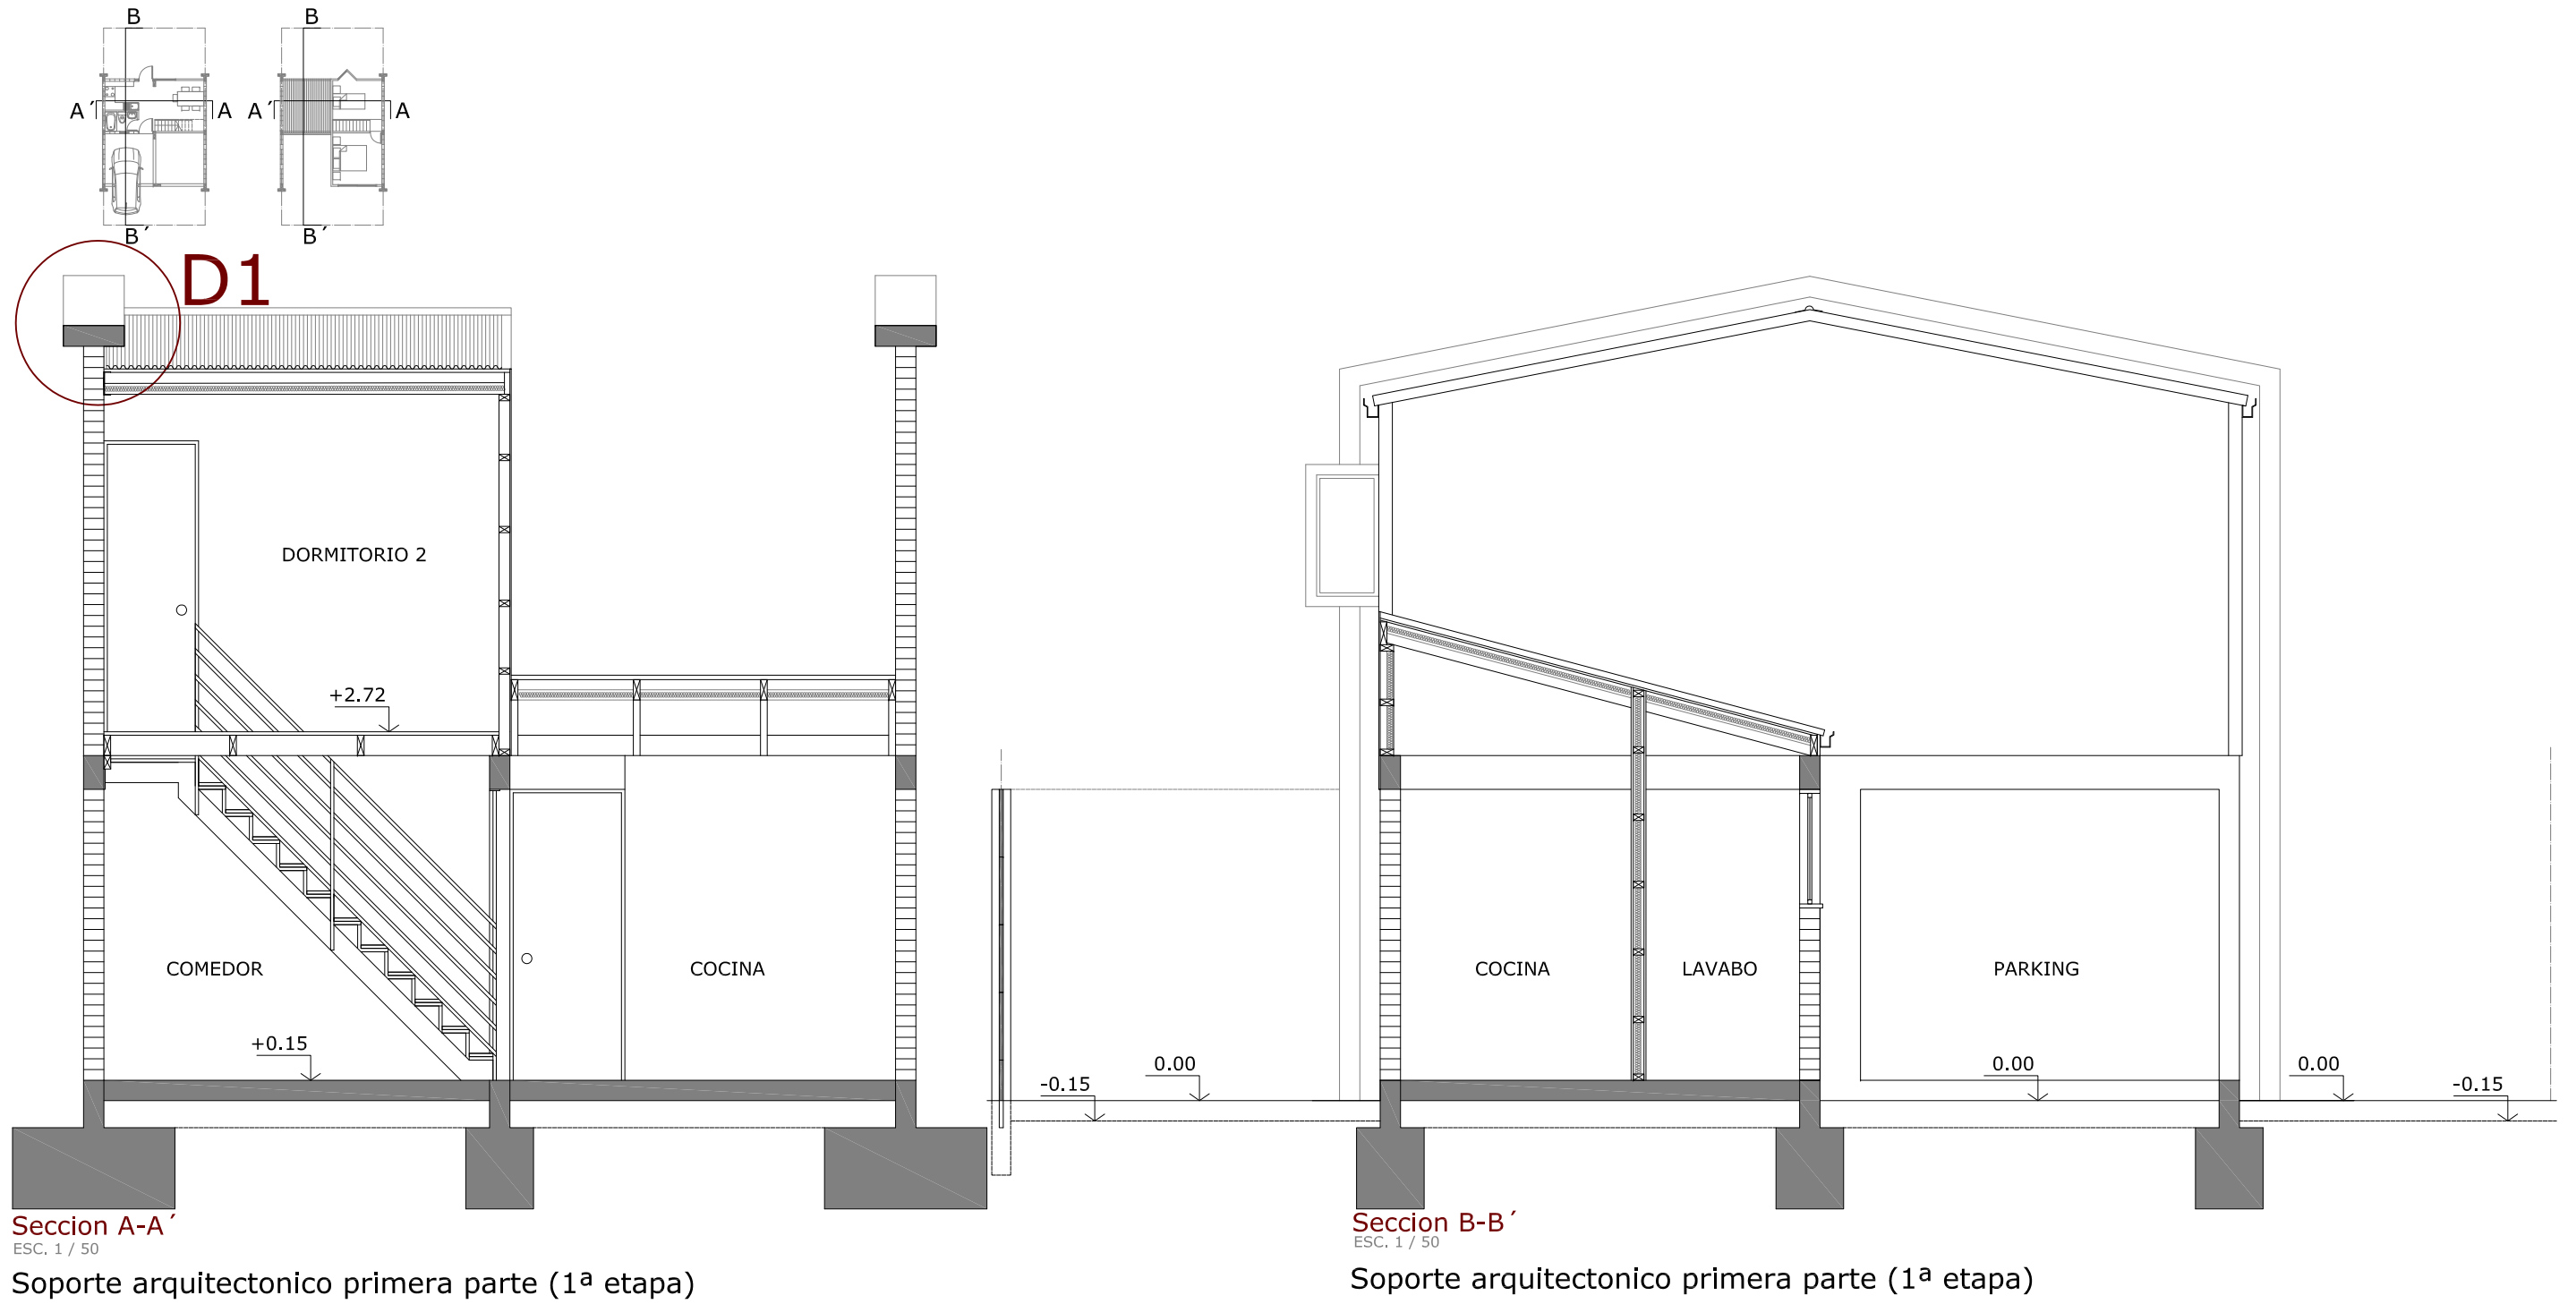 B
B
A´
A
A´
A
B´
B´
D1
DORMITORIO 2
+2.72
COMEDOR
COCINA
+0.15
COCINA
LAVABO
PARKING
-0.15
0.00
0.00
0.00
-0.15
Seccion A-A´
ESC. 1 / 50
Soporte arquitectonico primera parte (1ª etapa)
Seccion B-B´
ESC. 1 / 50
Soporte arquitectonico primera parte (1ª etapa)